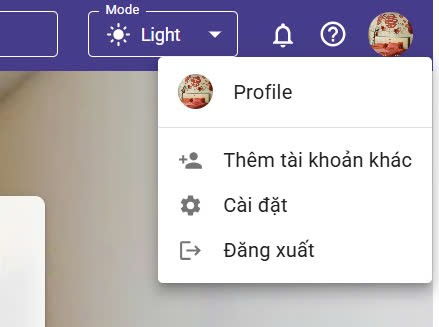 Mode
Light
Profile
Thêm tài khoản khác
Cài đặt
Đăng xuất